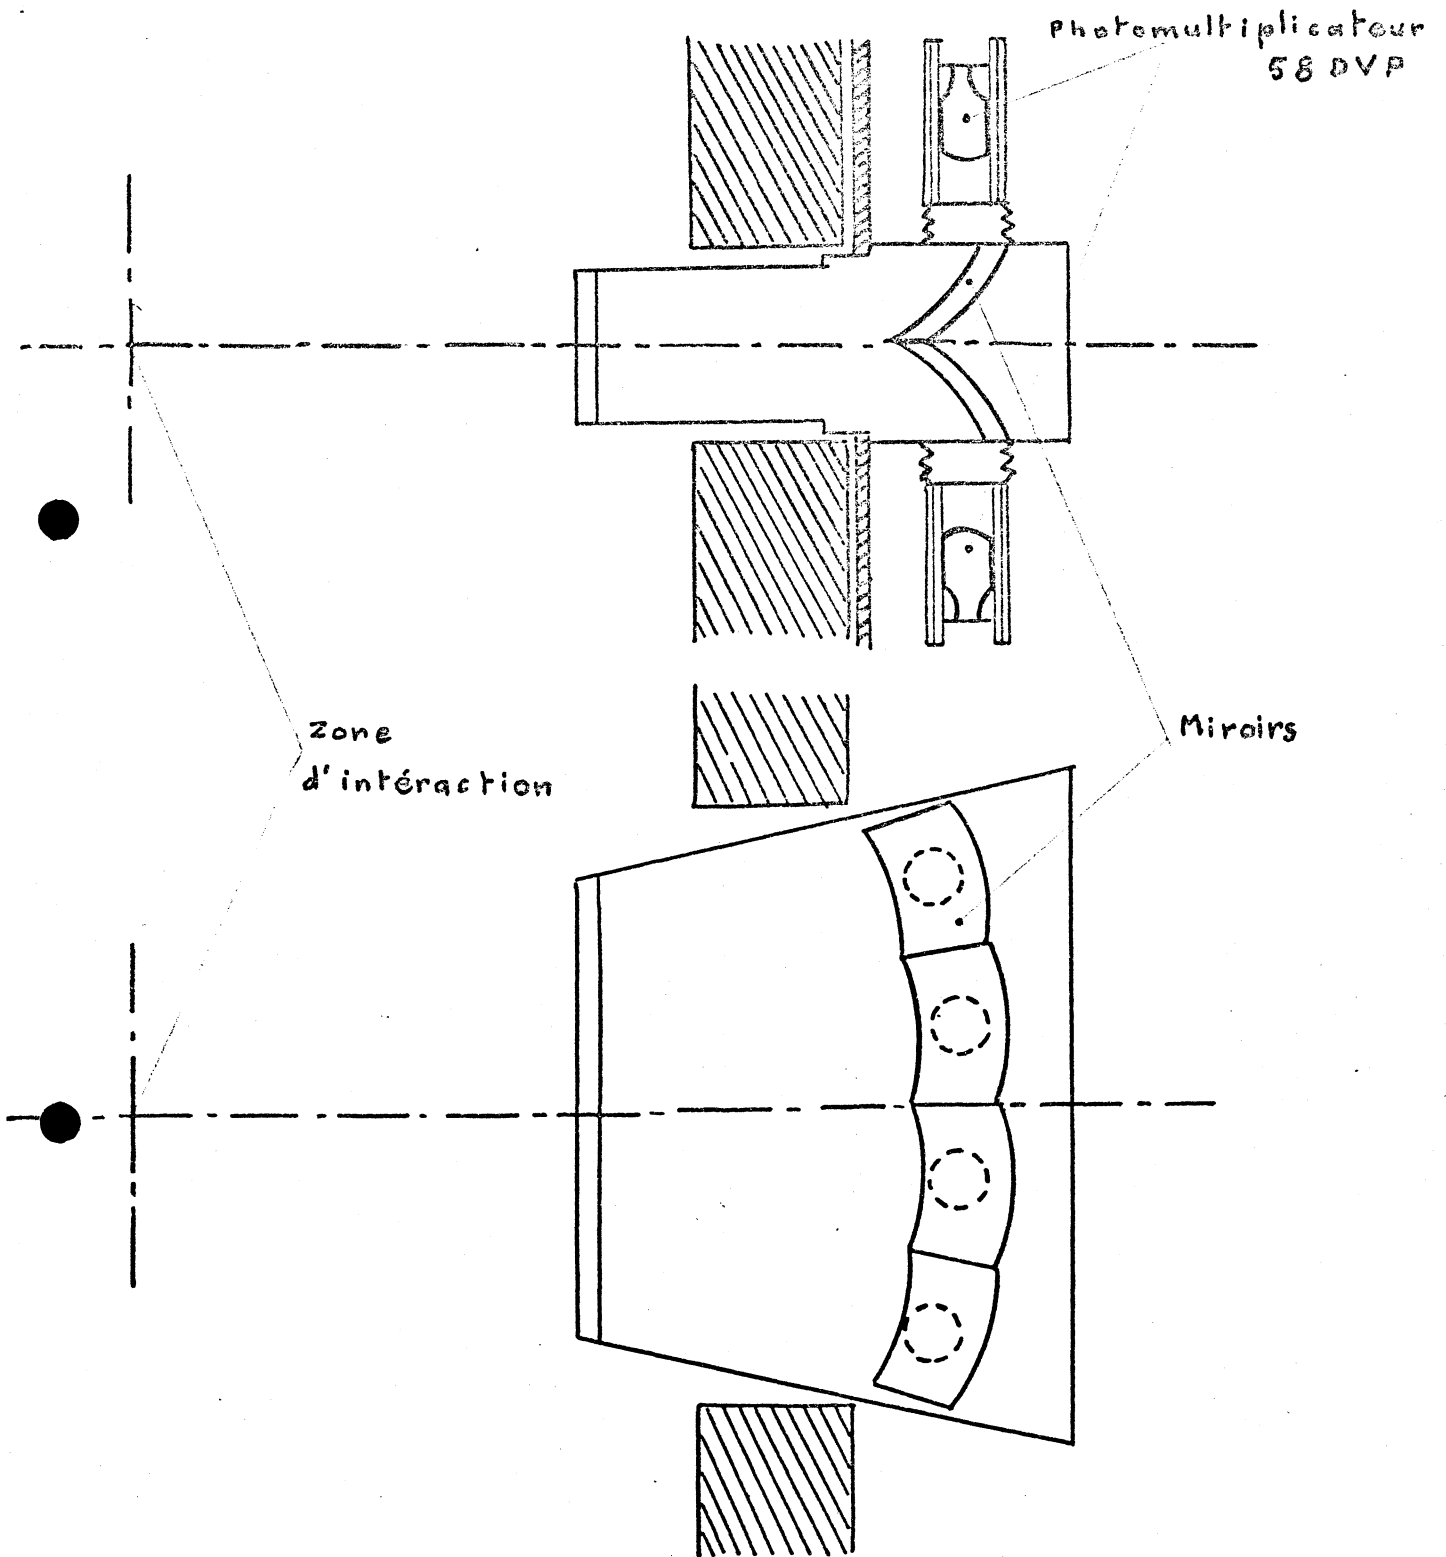 Photomultiplicateur
58 DVP
Zone
d'intéraction
Miroirs